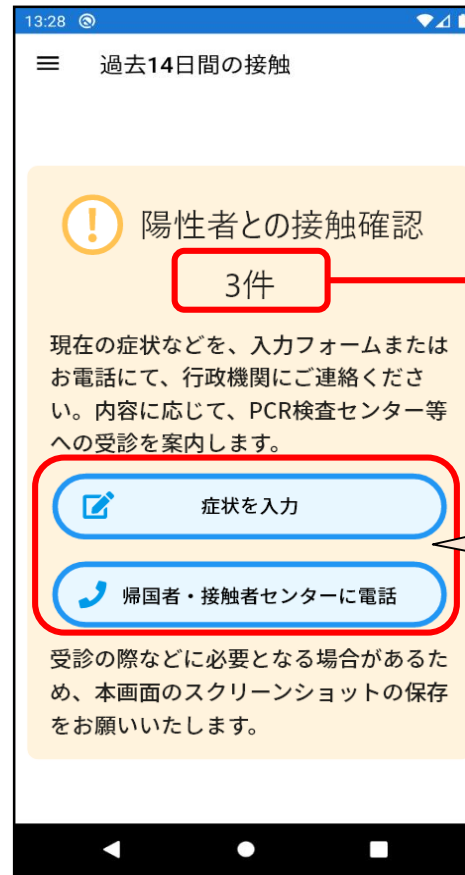 13:28
過去14日間の接触
陽性者との接触確認
3件
現在の症状などを、入力フォームまたは
お電話にて、行政機関にご連絡くださ
い。内容に応じて、PCR検査センター等
への受診を案内します。
症状を入力
帰国者・接触者センターに電話
受診の際などに必要となる場合があるた
め、本画面のスクリーンショットの保存
をお願いいたします。